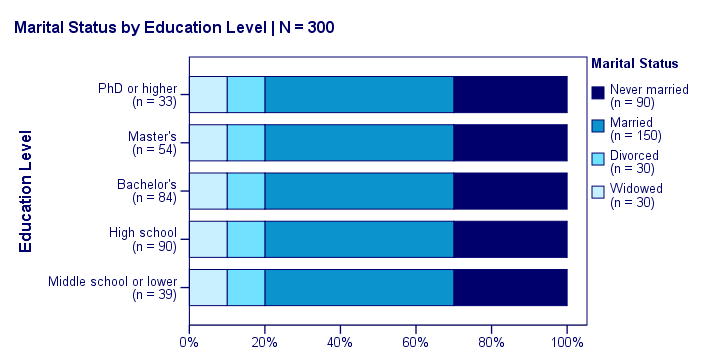 Marital Status by Education Level | N = 300
Marital Status
Never married
(n = 90)
Married
(n = 150)
Divorced
(n = 30)
Widowed
(n = 30)
Education Level
PhD or higher
(n = 33)
Master's
(n = 54)
Bachelor's
(n = 84)
High school
(n = 90)
Middle school or lower
(n = 39)
0% 20% 40% 60% 80% 100%